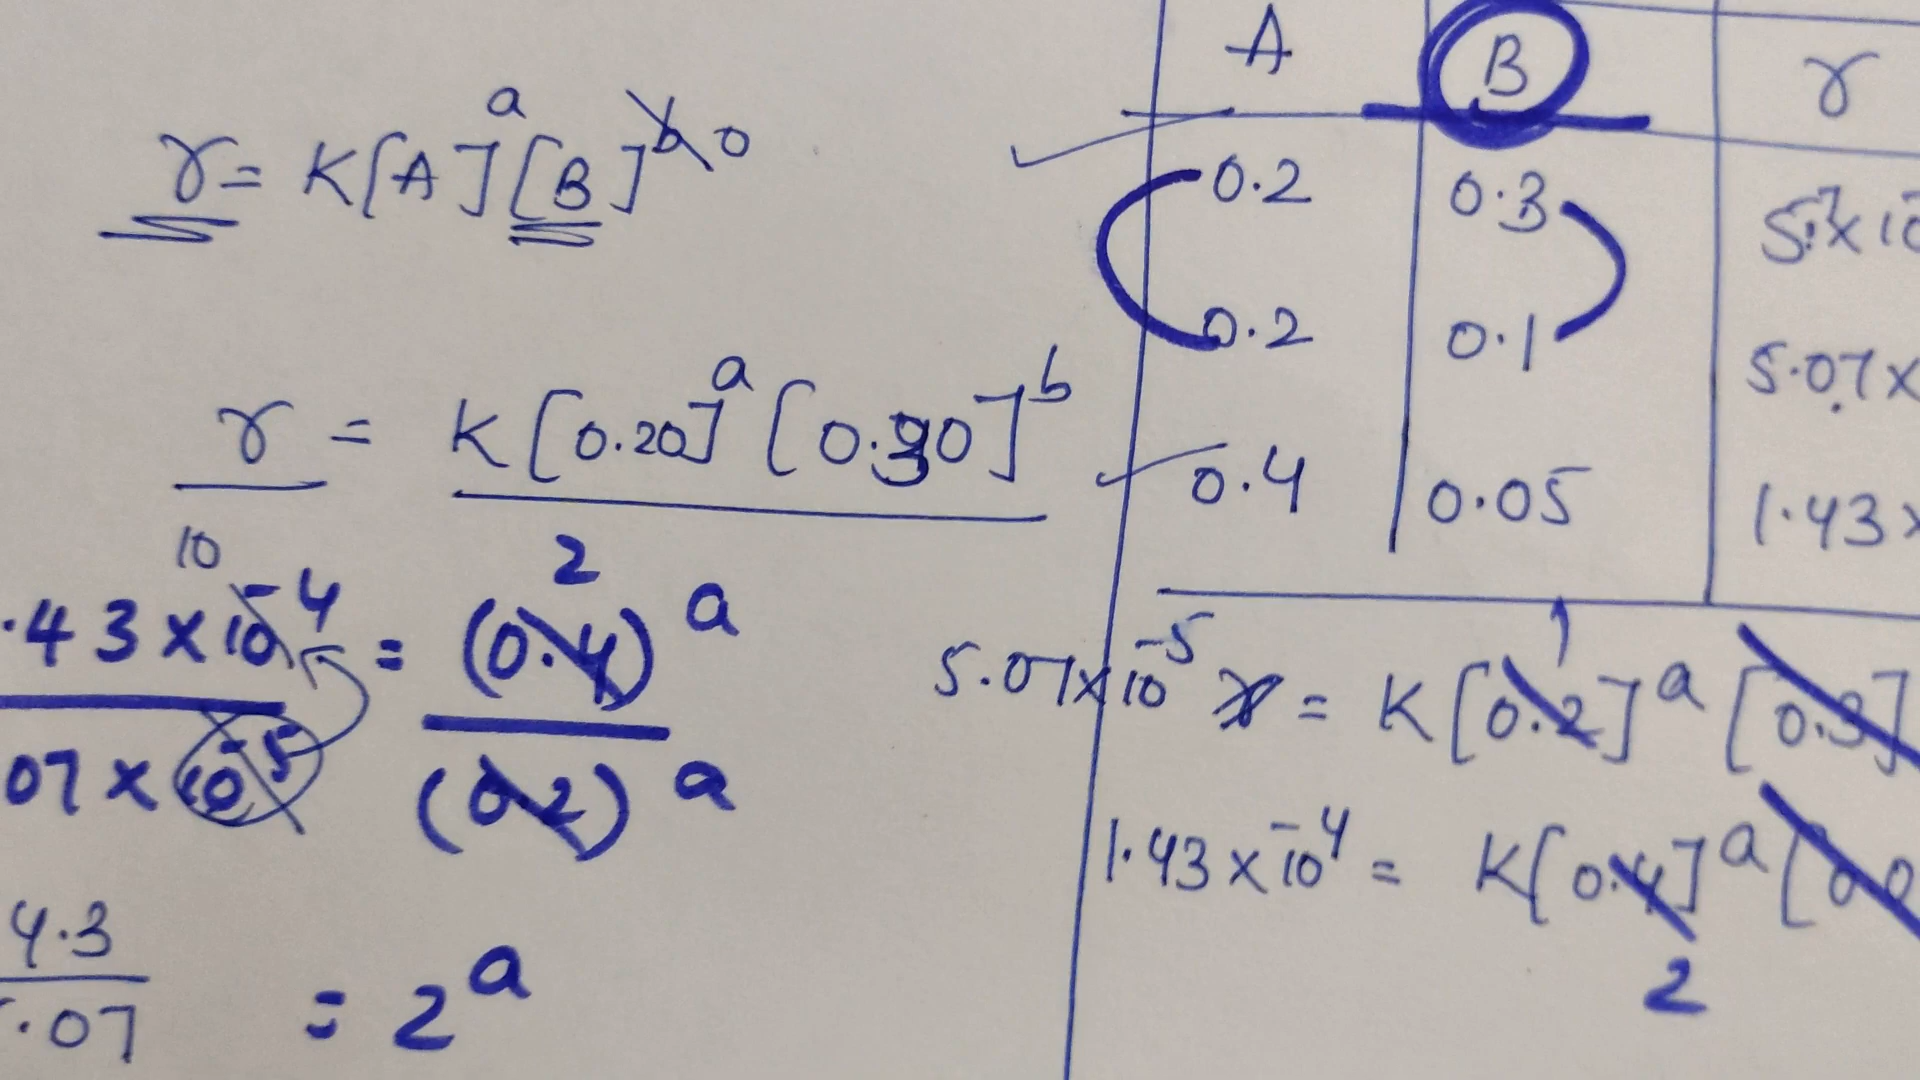 A B r
r = K[A]^a [B]^b 0
0.2 0.3
0.2 0.1 5.07x
r = K[0.20]^a [0.30]^b
0.4 0.05 1.43x
10 2
.43 x 10^-4 = (0.4)^a
07 x 10^-5 (0.2)^a
1
5.07x10^-5 = K[0.2]^a [0.3]
1.43 x 10^-4 = K[0.4]^a [
2
4.3
.07 = 2^a